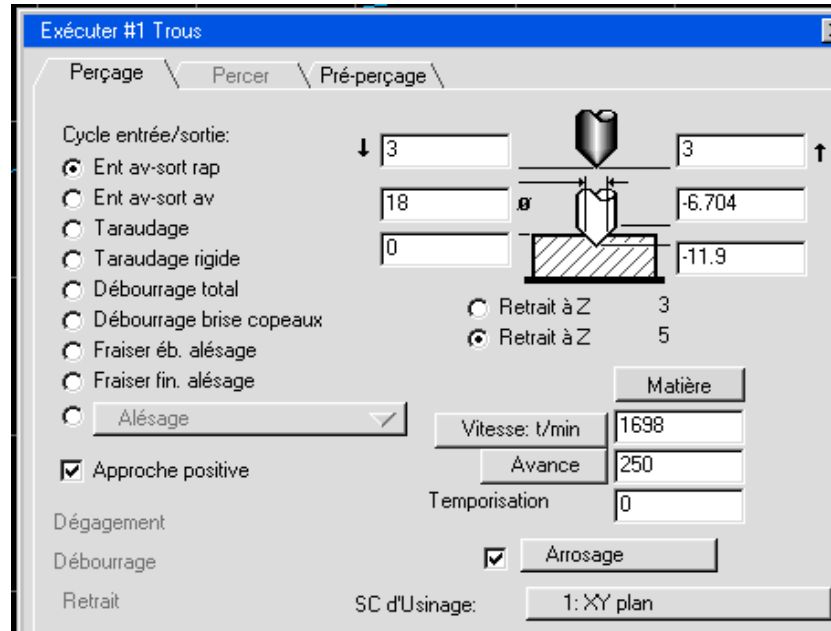 Exécuter #1 Trous
Perçage Percer Pré-perçage
Cycle entrée/sortie:
Ent av-sort rap
Ent av-sort av
Taraudage
Taraudage rigide
Débourrage total
Débourrage brise copeaux
Fraiser éb. alésage
Fraiser fin. alésage
Alésage
Approche positive
Dégagement
Débourrage
Retrait
↓ 3 3 ↑
18 ø -6.704
0 -11.9
Retrait à Z 3
Retrait à Z 5
Matière
Vitesse: t/min 1698
Avance 250
Temporisation 0
Arrosage
SC d'Usinage: 1: XY plan